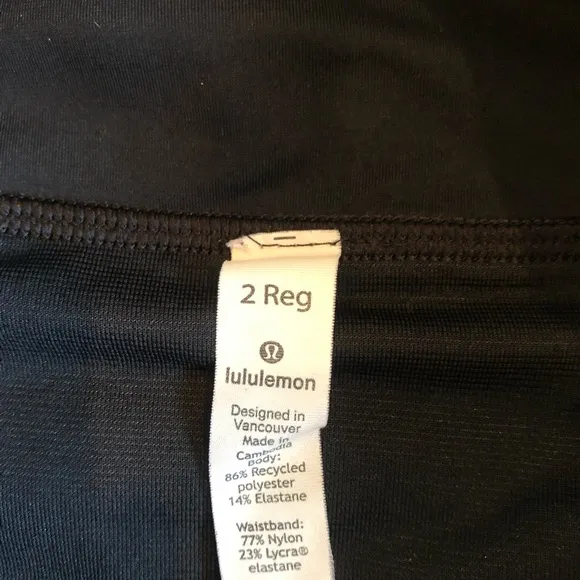 2 Reg
lululemon
Designed in
Vancouver
Made in
Cambodia
Body:
86% Recycled
polyester
14% Elastane
Waistband:
77% Nylon
23% Lycra®
elastane